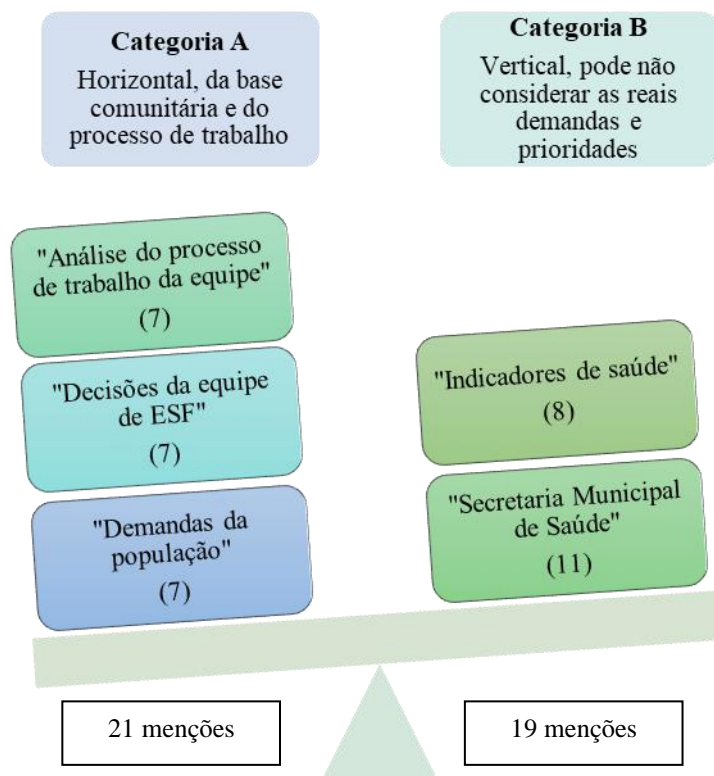 Categoria A
Horizontal, da base
comunitária e do
processo de trabalho
Categoria B
Vertical, pode não
considerar as reais
demandas e
prioridades
"Análise do processo
de trabalho da equipe"
(7)
"Decisões da equipe
de ESF"
(7)
"Demandas da
população"
(7)
"Indicadores de saúde"
(8)
"Secretaria Municipal
de Saúde"
(11)
21 menções
19 menções